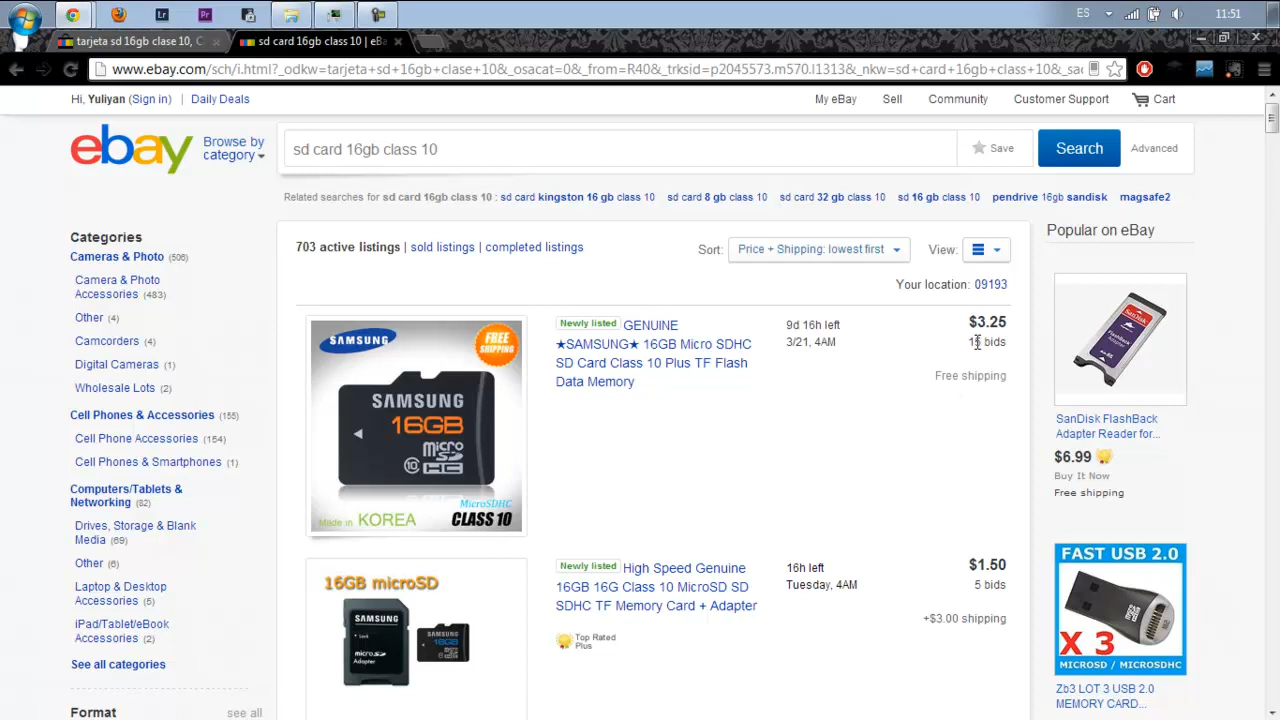 ES 11:51
tarjeta sd 16gb clase 10, C
sd card 16gb class 10 | eBa
www.ebay.com/sch/i.html?_odkw=tarjeta+sd+16gb+clase+10&_osacat=0&_from=R40&_trksid=p2045573.m570.l1313&_nkw=sd+card+16gb+class+10&_sac
Hi, Yuliyan (Sign in) | Daily Deals
My eBay Sell Community Customer Support Cart
ebay
Browse by
category
sd card 16gb class 10
Save
Search
Advanced
Related searches for sd card 16gb class 10 : sd card kingston 16 gb class 10 sd card 8 gb class 10 sd card 32 gb class 10 sd 16 gb class 10 pendrive 16gb sandisk magsafe2
Categories
Cameras & Photo (506)
Camera & Photo
Accessories (483)
Other (4)
Camcorders (4)
Digital Cameras (1)
Wholesale Lots (2)
Cell Phones & Accessories (155)
Cell Phone Accessories (154)
Cell Phones & Smartphones (1)
Computers/Tablets &
Networking (82)
Drives, Storage & Blank
Media (69)
Other (6)
Laptop & Desktop
Accessories (5)
iPad/Tablet/eBook
Accessories (2)
See all categories
Format see all
703 active listings | sold listings | completed listings
Sort: Price + Shipping: lowest first
View:
Your location: 09193
SAMSUNG
FREE
SHIPPING
SAMSUNG
16GB
micro
SDHC
10
HC
MicroSDHC
Made in KOREA
CLASS 10
Newly listed GENUINE
★SAMSUNG★ 16GB Micro SDHC
SD Card Class 10 Plus TF Flash
Data Memory
9d 16h left
3/21, 4AM
$3.25
bids
Free shipping
16GB microSD
SAMSUNG
Lock
micro
Adapter
SAMSUNG
16GB
Newly listed High Speed Genuine
16GB 16G Class 10 MicroSD SD
SDHC TF Memory Card + Adapter
Top Rated
Plus
16h left
Tuesday, 4AM
$1.50
5 bids
+$3.00 shipping
Popular on eBay
SanDisk
SanDisk FlashBack
Adapter Reader for...
$6.99
Buy It Now
Free shipping
FAST USB 2.0
X 3
MICROSD / MICROSDHC
Zb3 LOT 3 USB 2.0
MEMORY CARD...